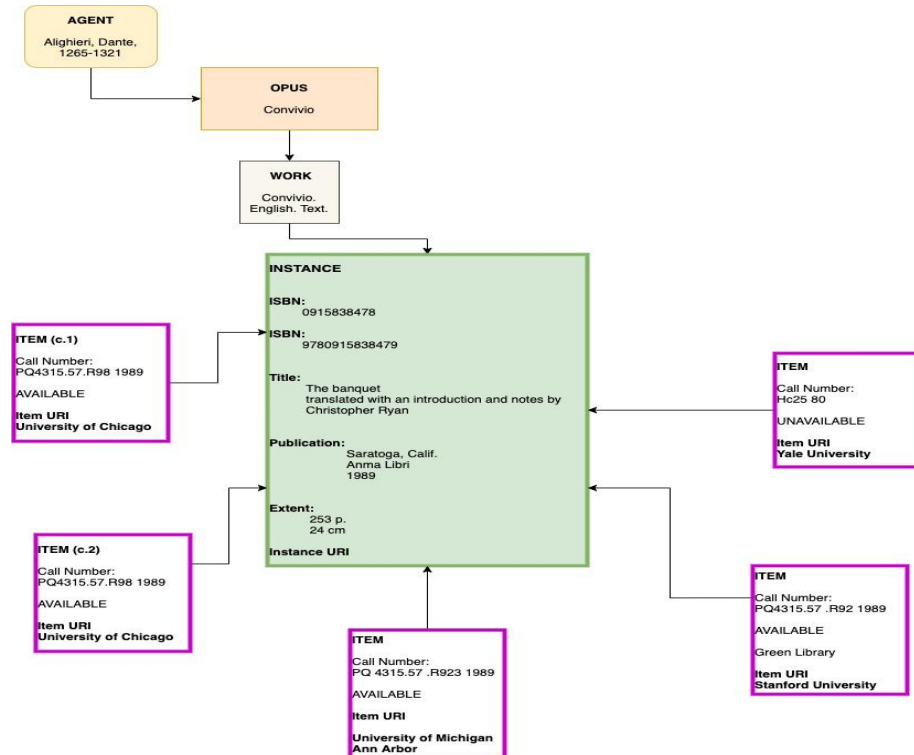 AGENT
Alighieri, Dante,
1265-1321
OPUS
Convivio
WORK
Convivio.
English. Text.
INSTANCE
ISBN:
0915838478
ISBN:
9780915838479
Title:
The banquet
translated with an introduction and notes by
Christopher Ryan
Publication:
Saratoga, Calif.
Anma Libri
1989
Extent:
253 p.
24 cm
Instance URI
ITEM (c.1)
Call Number:
PQ4315.57.R98 1989
AVAILABLE
Item URI
University of Chicago
ITEM (c.2)
Call Number:
PQ4315.57.R98 1989
AVAILABLE
Item URI
University of Chicago
ITEM
Call Number:
PQ 4315.57 .R923 1989
AVAILABLE
Item URI
University of Michigan
Ann Arbor
ITEM
Call Number:
Hc25 80
UNAVAILABLE
Item URI
Yale University
ITEM
Call Number:
PQ4315.57 .R92 1989
AVAILABLE
Green Library
Item URI
Stanford University